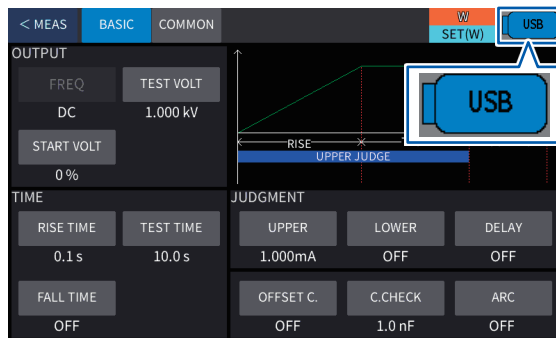 < MEAS BASIC COMMON W SET(W) USB
OUTPUT
FREQ TEST VOLT
DC 1.000 kV
START VOLT
0 %
USB
RISE
UPPER JUDGE
TIME
RISE TIME TEST TIME
0.1 s 10.0 s
FALL TIME
OFF
JUDGMENT
UPPER LOWER DELAY
1.000mA OFF OFF
OFFSET C. C.CHECK ARC
OFF 1.0 nF OFF